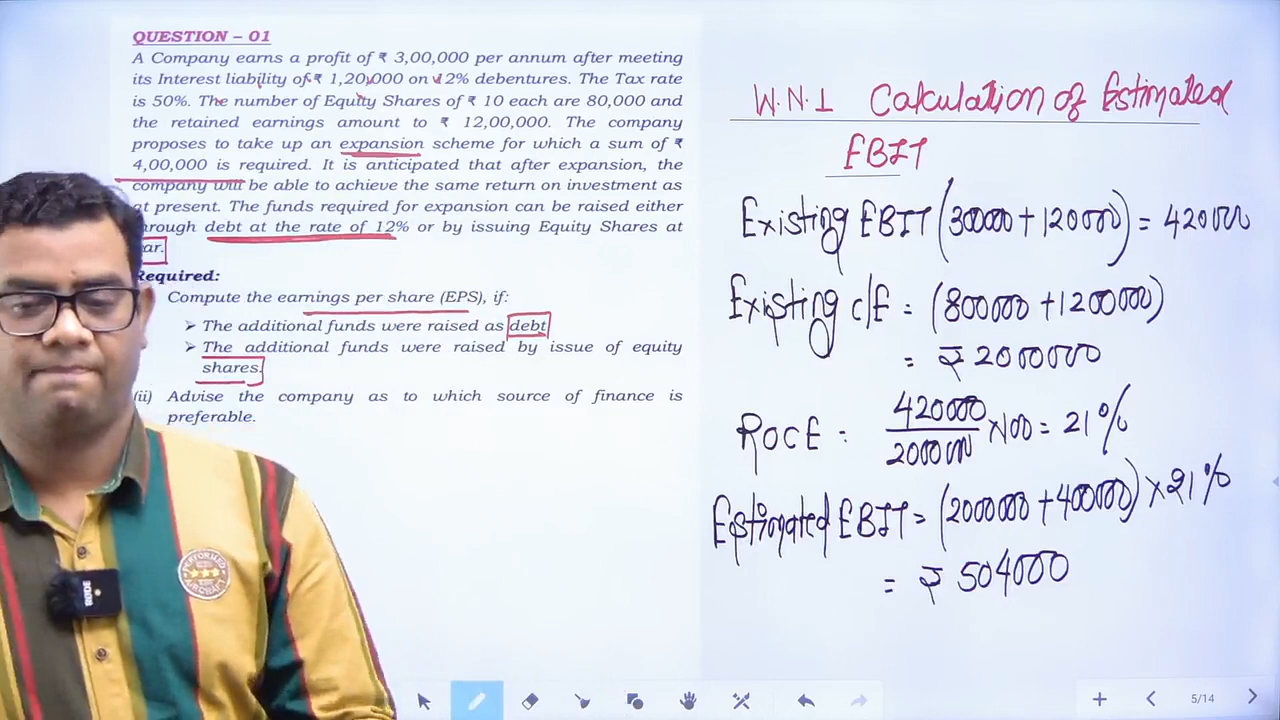 QUESTION – 01
A Company earns a profit of ₹ 3,00,000 per annum after meeting
its Interest liability of ₹ 1,20,000 on 12% debentures. The Tax rate
is 50%. The number of Equity Shares of ₹ 10 each are 80,000 and
the retained earnings amount to ₹ 12,00,000. The company
proposes to take up an expansion scheme for which a sum of ₹
4,00,000 is required. It is anticipated that after expansion, the
company will be able to achieve the same return on investment as
at present. The funds required for expansion can be raised either
through debt at the rate of 12% or by issuing Equity Shares at
par.
Required:
Compute the earnings per share (EPS), if:
➢ The additional funds were raised as debt
➢ The additional funds were raised by issue of equity
shares.
(ii) Advise the company as to which source of finance is
preferable.
W.N.1 Calculation of Estimated
EBIT
Existing EBIT (300000 + 120000) = 420000
Existing C/E = (800000 + 1200000)
= ₹ 2000000
ROCE = 420000/2000000 × 100 = 21%
Estimated EBIT = (2000000 + 400000) × 21%
= ₹ 504000
RODE
5/14